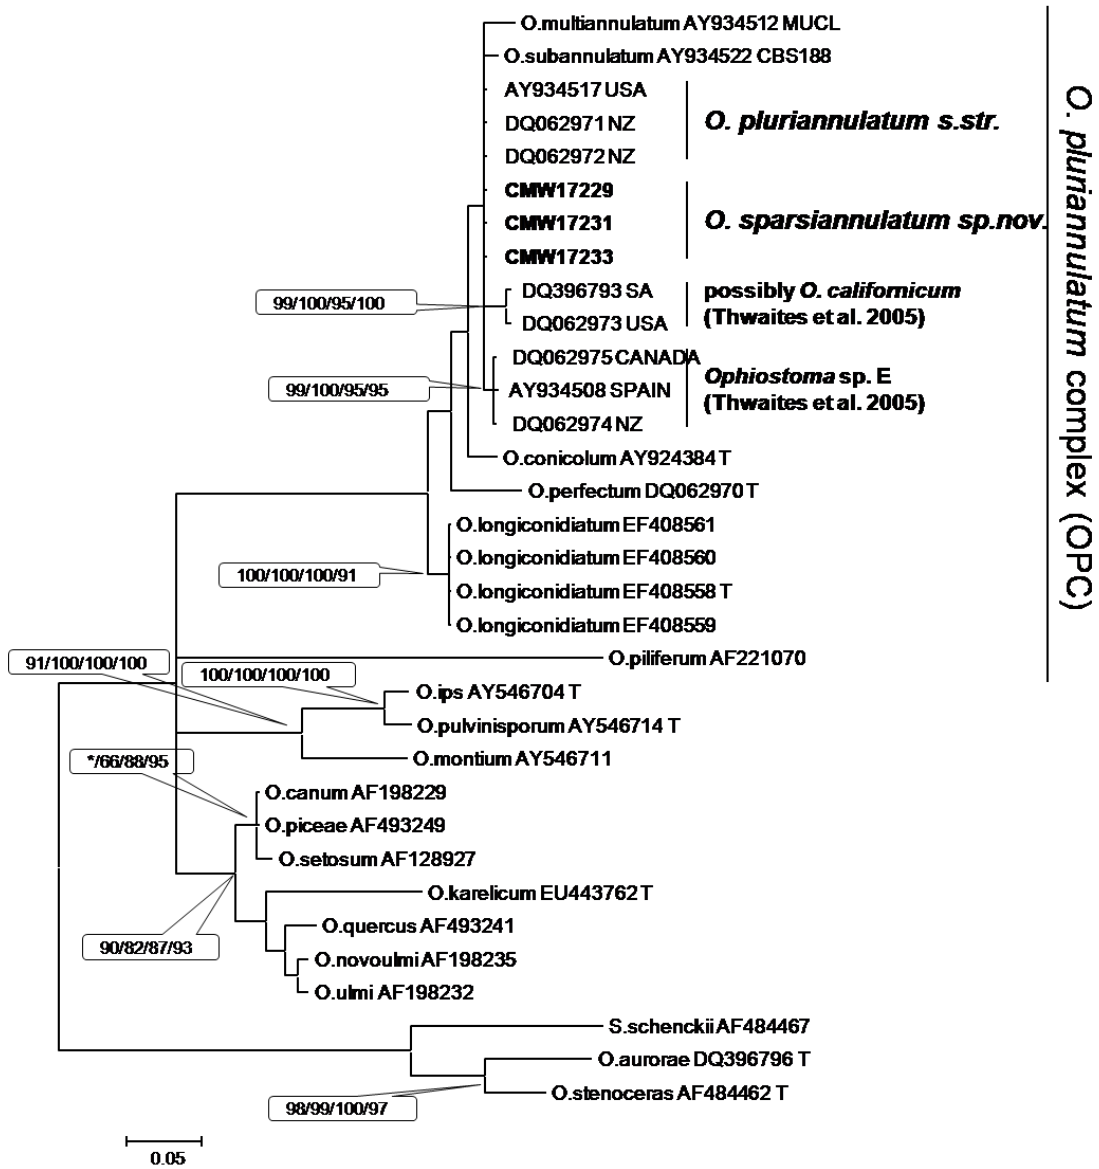 O.multiannulatum AY934512 MUCL
O.subannulatum AY934522 CBS188
AY934517 USA
DQ062971 NZ
O. pluriannulatum s.str.
DQ062972 NZ
CMW17229
CMW17231
O. sparsiannulatum sp.nov.
CMW17233
99/100/95/100
DQ396793 SA
possibly O. californicum
DQ062973 USA
(Thwaites et al. 2005)
DQ062975 CANADA
99/100/95/95
AY934508 SPAIN
Ophiostoma sp. E
(Thwaites et al. 2005)
DQ062974 NZ
O.conicolum AY924384 T
O.perfectum DQ062970 T
O.longiconidiatum EF408561
O.longiconidiatum EF408560
100/100/100/91
O.longiconidiatum EF408558 T
O.longiconidiatum EF408559
O. pluriannulatum complex (OPC)
O.piliferum AF221070
91/100/100/100
100/100/100/100
O.ips AY546704 T
O.pulvinisporum AY546714 T
O.montium AY546711
*/66/88/95
O.canum AF198229
O.piceae AF493249
O.setosum AF128927
O.karelicum EU443762 T
O.quercus AF493241
90/82/87/93
O.novoulmi AF198235
O.ulmi AF198232
S.schenckii AF484467
O.aurorae DQ396796 T
O.stenoceras AF484462 T
98/99/100/97
0.05